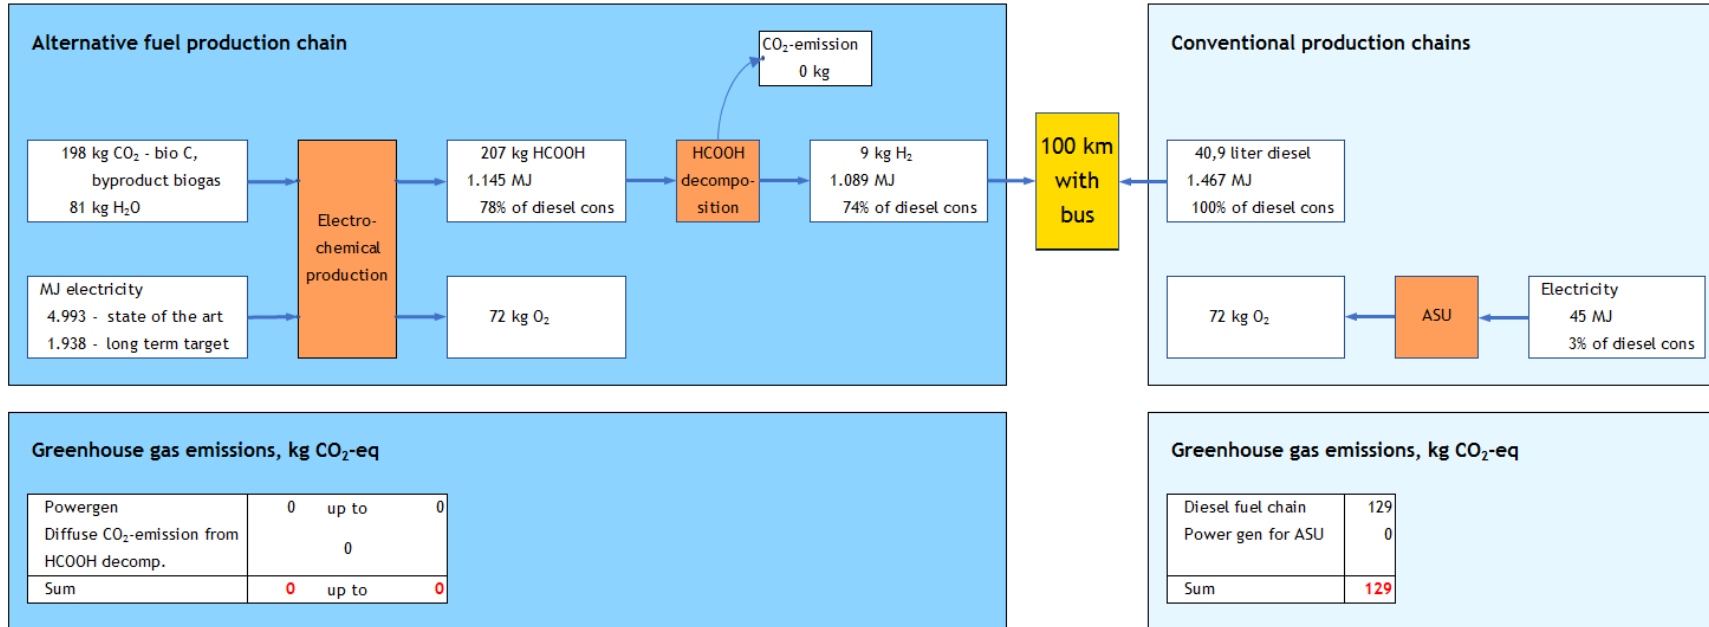 Alternative fuel production chain
CO₂-emission
0 kg
198 kg CO₂ - bio C,
byproduct biogas
81 kg H₂O
MJ electricity
4.993 - state of the art
1.938 - long term target
Electro-
chemical
production
207 kg HCOOH
1.145 MJ
78% of diesel cons
72 kg O₂
HCOOH
decompo-
sition
9 kg H₂
1.089 MJ
74% of diesel cons
100 km
with
bus
Conventional production chains
40,9 liter diesel
1.467 MJ
100% of diesel cons
72 kg O₂
ASU
Electricity
45 MJ
3% of diesel cons
Greenhouse gas emissions, kg CO₂-eq
Powergen 0 up to 0
Diffuse CO₂-emission from
HCOOH decomp.
0
Sum 0 up to 0
Greenhouse gas emissions, kg CO₂-eq
Diesel fuel chain 129
Power gen for ASU 0
Sum 129